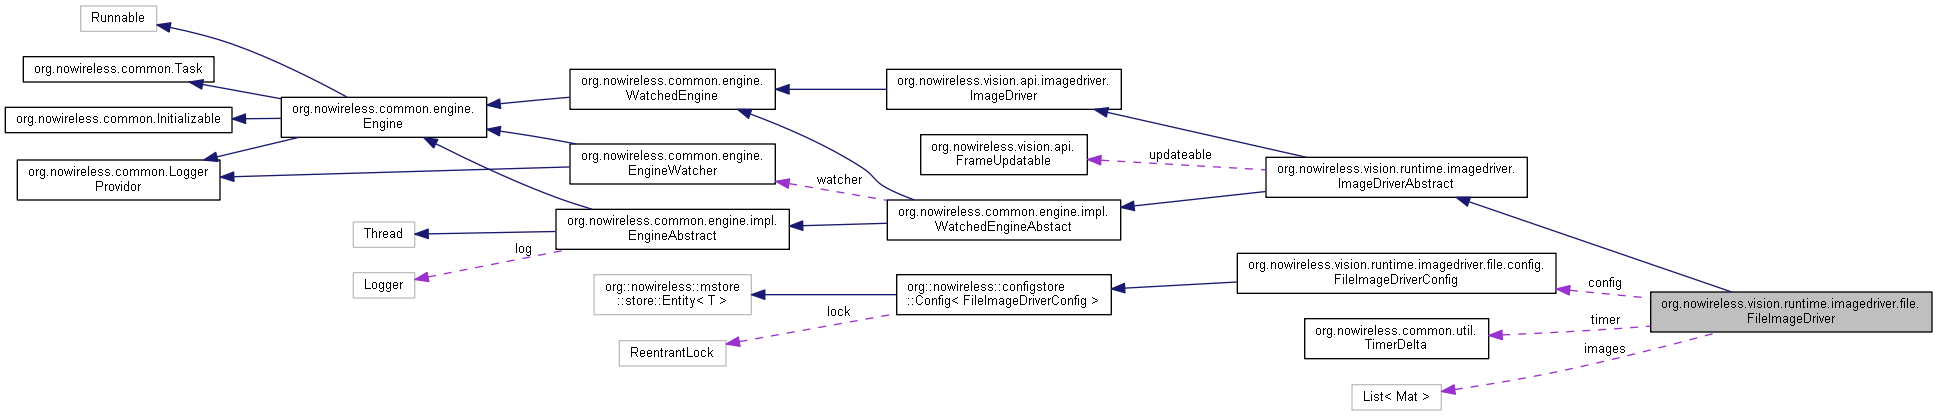 Runnable
org.nowireless.common.Task
org.nowireless.common.Initializable
org.nowireless.common.Logger
Providor
org.nowireless.common.engine.
Engine
Thread
Logger
log
org.nowireless.common.engine.
WatchedEngine
org.nowireless.common.engine.
EngineWatcher
org.nowireless.common.engine.impl.
EngineAbstract
org::nowireless::mstore
::store::Entity< T >
ReentrantLock
watcher
lock
org.nowireless.vision.api.imagedriver.
ImageDriver
org.nowireless.vision.api.
FrameUpdatable
org.nowireless.common.engine.impl.
WatchedEngineAbstact
org::nowireless::configstore
::Config< FileImageDriverConfig >
updateable
org.nowireless.vision.runtime.imagedriver.
ImageDriverAbstract
org.nowireless.vision.runtime.imagedriver.file.config.
FileImageDriverConfig
org.nowireless.common.util.
TimerDelta
List< Mat >
config
timer
images
org.nowireless.vision.runtime.imagedriver.file.
FileImageDriver